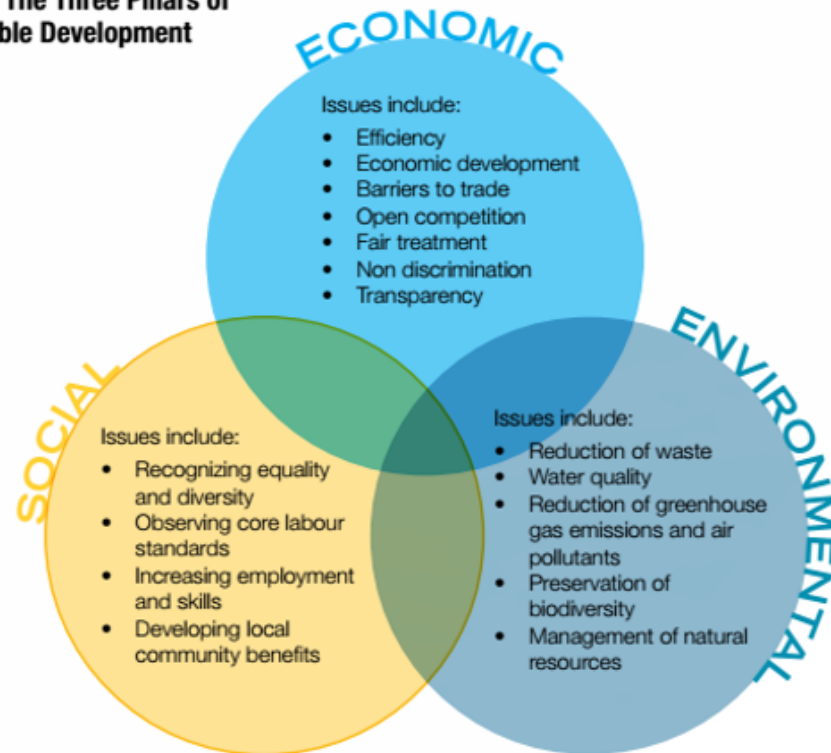 The Three Pillars of
ble Development
ECONOMIC
Issues include:
• Efficiency
• Economic development
• Barriers to trade
• Open competition
• Fair treatment
• Non discrimination
• Transparency
SOCIAL
Issues include:
• Recognizing equality
and diversity
• Observing core labour
standards
• Increasing employment
and skills
• Developing local
community benefits
ENVIRONMENTAL
Issues include:
• Reduction of waste
• Water quality
• Reduction of greenhouse
gas emissions and air
pollutants
• Preservation of
biodiversity
• Management of natural
resources